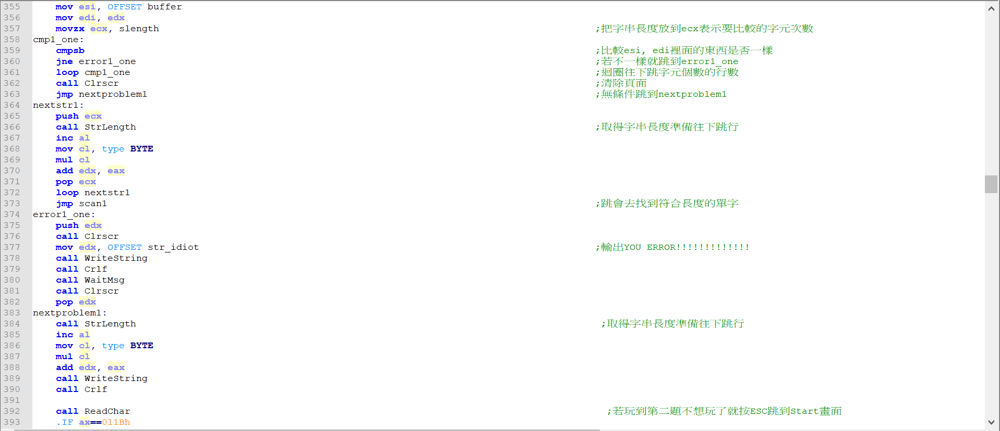 355 mov esi, OFFSET buffer
356 mov edi, edx
357 movzx ecx, slength ;把字串長度放到ecx表示要比較的字元次數
358 cmp1_one:
359 cmpsb ;比較esi, edi裡面的東西是否一樣
360 jne error1_one ;若不一樣就跳到error1_one
361 loop cmp1_one ;迴圈往下跳字元個數的行數
362 call Clrscr ;清除頁面
363 jmp nextproblem1 ;無條件跳到nextproblem1
364 nextstr1:
365 push ecx
366 call StrLength ;取得字串長度準備往下跳行
367 inc al
368 mov cl, type BYTE
369 mul cl
370 add edx, eax
371 pop ecx
372 loop nextstr1
373 jmp scan1 ;跳會去找到符合長度的單字
374 error1_one:
375 push edx
376 call Clrscr
377 mov edx, OFFSET str_idiot ;輸出YOU ERROR!!!!!!!!!!!!!
378 call WriteString
379 call Crlf
380 call WaitMsg
381 call Clrscr
382 pop edx
383 nextproblem1:
384 call StrLength ;取得字串長度準備往下跳行
385 inc al
386 mov cl, type BYTE
387 mul cl
388 add edx, eax
389 call WriteString
390 call Crlf
391
392 call ReadChar ;若玩到第二題不想玩了就按ESC跳到Start畫面
393 .IF ax==011Bh